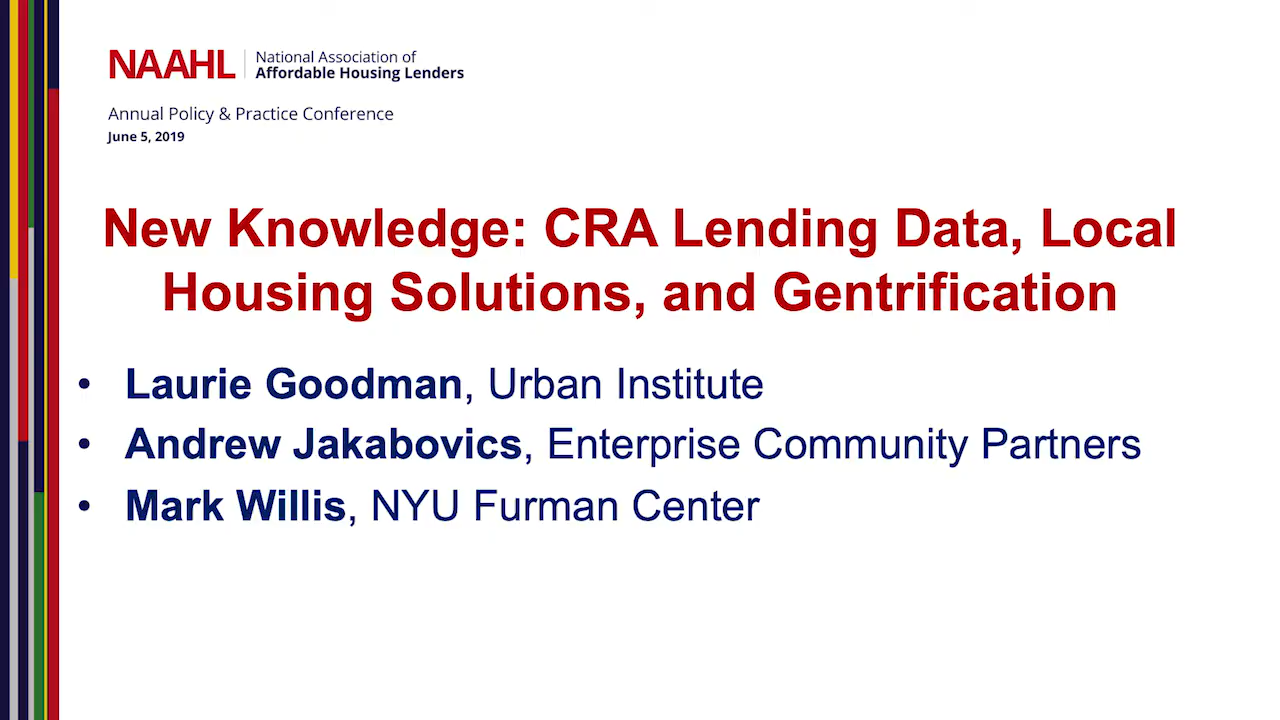 NAAHL
National Association of
Affordable Housing Lenders
Annual Policy & Practice Conference
June 5, 2019
New Knowledge: CRA Lending Data, Local
Housing Solutions, and Gentrification
• Laurie Goodman, Urban Institute
• Andrew Jakabovics, Enterprise Community Partners
• Mark Willis, NYU Furman Center